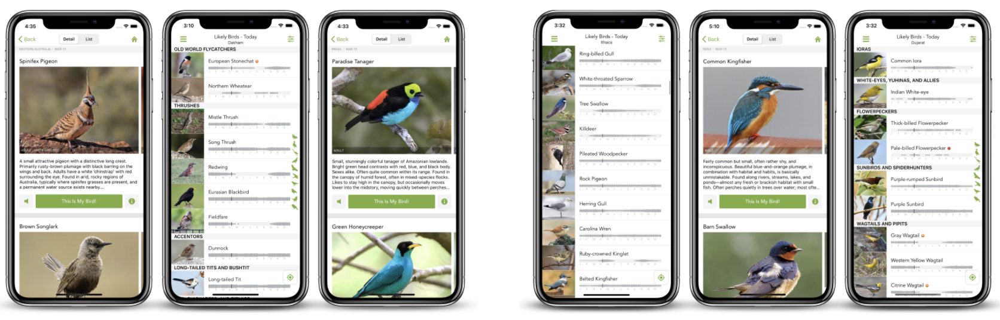 4:35
Back
Detail
List
WESTERN AUSTRALIA | MAR 19
Spinifex Pigeon
A small attractive pigeon with a distinctive long crest.
Primarily rusty-brown plumage with black barring on the
wings and back. Adults have a white 'chinstrap' with red
surrounding the eye. Found in arid, rocky regions of
Australia, typically where spinifex grasses are present, and
a permanent water source exists nearby....
This Is My Bird!
Brown Songlark
3:10
Likely Birds - Today
Oakham
OLD WORLD FLYCATCHERS
European Stonechat
Northern Wheatear
THRUSHES
Mistle Thrush
Song Thrush
Redwing
Eurasian Blackbird
Fieldfare
ACCENTORS
Dunnock
LONG-TAILED TITS AND BUSHTIT
Long-tailed Tit
4:33
Back
Detail
List
BRAZIL | MAR 19
Paradise Tanager
ADULT
Small, stunningly colorful tanager of Amazonian lowlands.
Bright green head contrasts with red, blue, and black body.
Sexes alike. Often quite common within its range. Found in
the canopy of humid forest, often in mixed-species flocks.
Likes to stay high in the canopy, but occasionally moves
lower into the midstory, moving quickly between perches...
This Is My Bird!
Green Honeycreeper
3:32
Likely Birds - Today
Ithaca
Ring-billed Gull
White-throated Sparrow
Tree Swallow
Killdeer
Pileated Woodpecker
Rock Pigeon
Herring Gull
Carolina Wren
Ruby-crowned Kinglet
Belted Kingfisher
5:10
Back
Detail
List
INDIA | MAR 19
Common Kingfisher
MALE
Fairly common but small, often rather shy, and
inconspicuous. Beautiful blue-and-orange plumage, in
combination with habitat and habits, is basically
unmistakable. Found along rivers, streams, lakes, and
ponds—almost any fresh or brackish habitat with small
fish. Often perches quietly in trees over water; most ofte...
This Is My Bird!
Barn Swallow
3:32
Likely Birds - Today
Gujarat
IORAS
Common Iora
WHITE-EYES, YUHINAS, AND ALLIES
Indian White-eye
FLOWERPECKERS
Thick-billed Flowerpecker
Pale-billed Flowerpecker
SUNBIRDS AND SPIDERHUNTERS
Purple-rumped Sunbird
Purple Sunbird
WAGTAILS AND PIPITS
Gray Wagtail
Western Yellow Wagtail
Citrine Wagtail